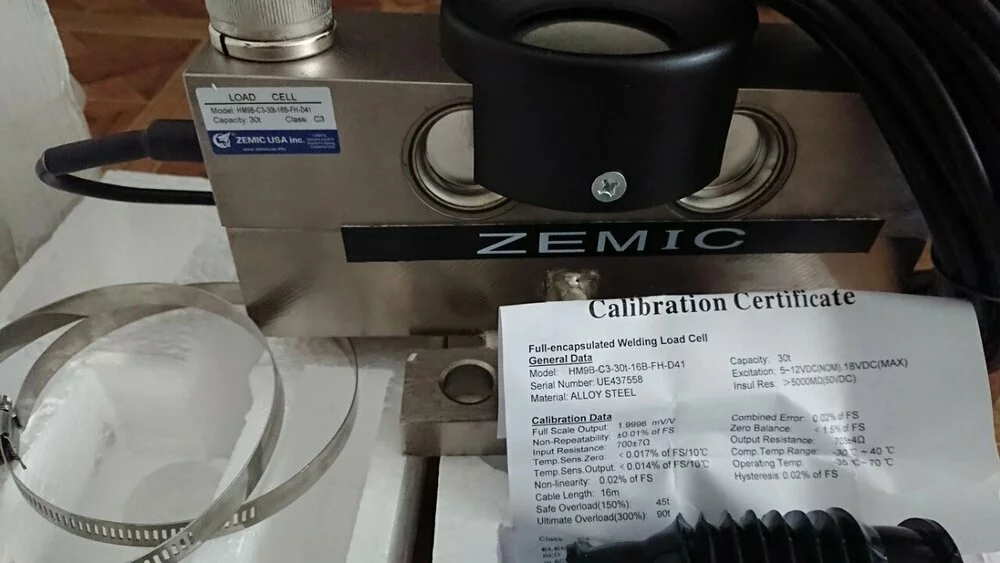 LOAD CELL
Model: HM9B-C3-30t-16B-FH-D41
Capacity: 30t Class: C3
ZEMIC USA inc.
www.zemicusa.info
ZEMIC
Calibration Certificate
Full-encapsulated Welding Load Cell
General Data
Model: HM9B-C3-30t-16B-FH-D41
Serial Number: UE437558
Material: ALLOY STEEL
Capacity: 30t
Excitation: 5~12VDC(NOM) 18VDC(MAX)
Insul Res: >5000MΩ(50VDC)
Calibration Data
Full Scale Output: 1.9996 mV/V
Non-Repeatability: ±0.01% of FS
Input Resistance: 700±7Ω
Temp.Sens.Zero: <0.017% of FS/10℃
Temp.Sens.Output: <0.014% of FS/10℃
Non-linearity: 0.02% of FS
Cable Length: 16m
Safe Overload(150%): 45t
Ultimate Overload(300%): 90t
Combined Error: 0.02% of FS
Zero Balance: <1.5% of FS
Output Resistance: 703±4Ω
Comp.Temp Range: -30℃~40℃
Operating Temp: -35℃~70℃
Hysteresis 0.02% of FS
Class